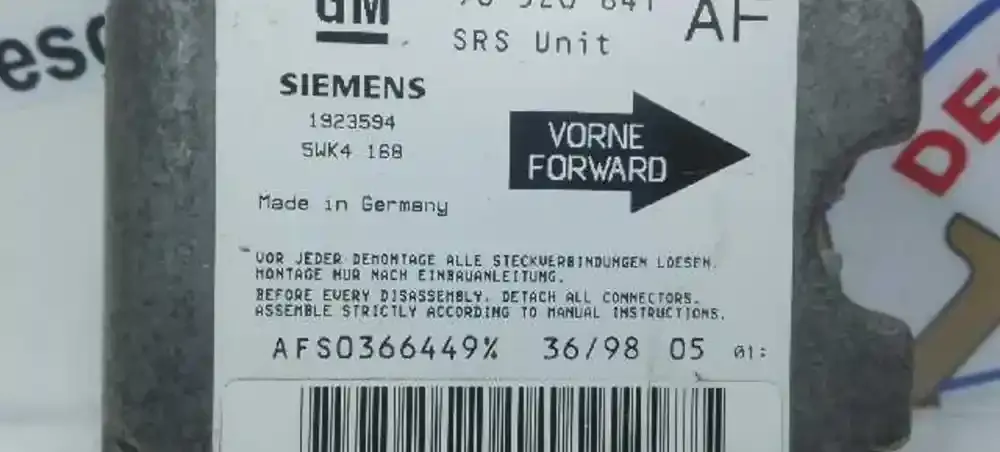 GM
AF
SRS Unit
SIEMENS
1923594
5WK4 168
VORNE
FORWARD
Made in Germany
VOR JEDER DEMONTAGE ALLE STECKVERBINDUNGEN LOESEN.
MONTAGE NUR NACH EINBAUANLEITUNG.
BEFORE EVERY DISASSEMBLY, DETACH ALL CONNECTORS.
ASSEMBLE STRICTLY ACCORDING TO MANUAL INSTRUCTIONS.
AFS0366449% 36/98 05 01: